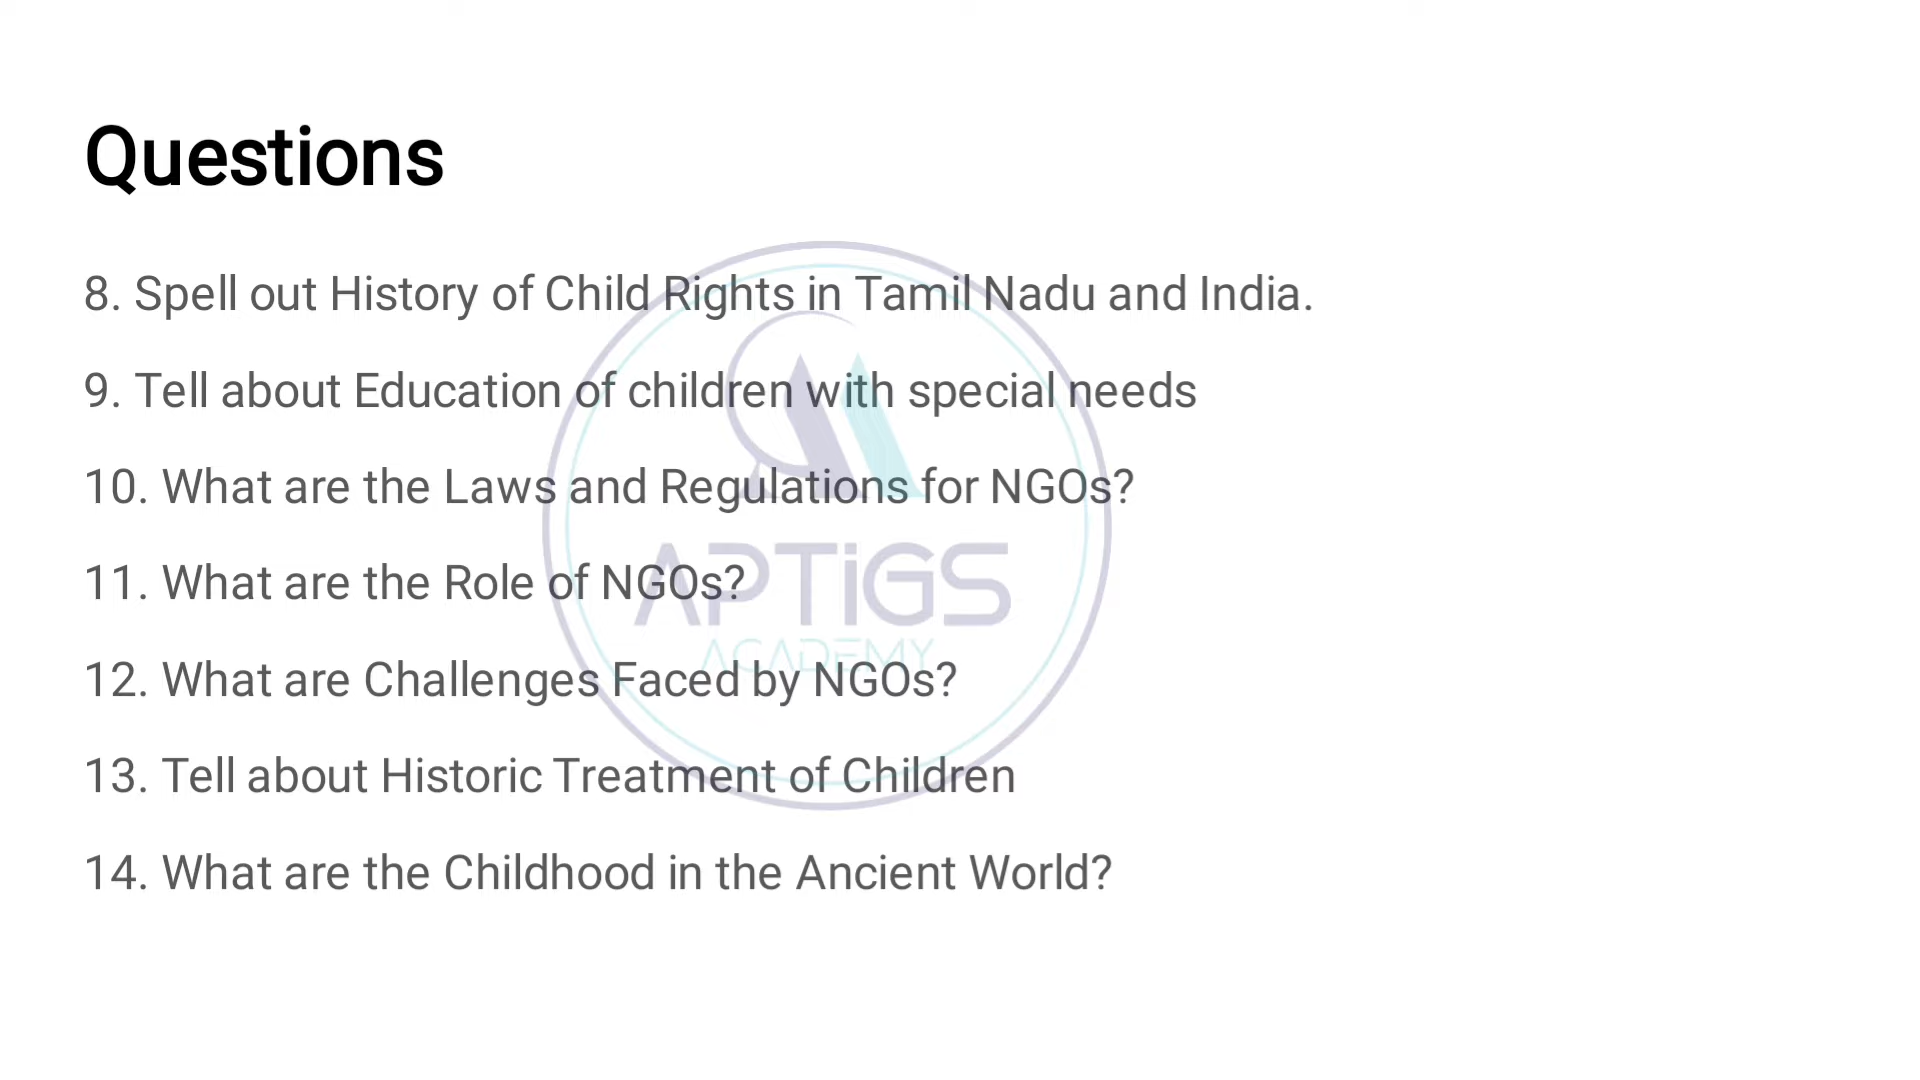 Questions
8. Spell out History of Child Rights in Tamil Nadu and India.
9. Tell about Education of children with special needs
10. What are the Laws and Regulations for NGOs?
11. What are the Role of NGOs?
APTiGS
ACADEMY
12. What are Challenges Faced by NGOs?
13. Tell about Historic Treatment of Children
14. What are the Childhood in the Ancient World?